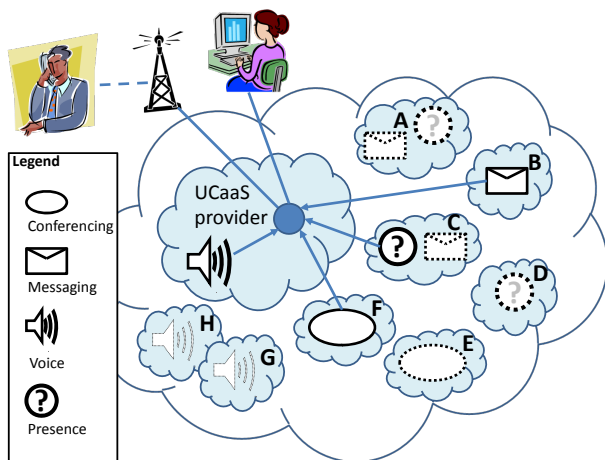 Legend
Conferencing
Messaging
Voice
?
Presence
UCaaS
provider
A
?
B
C
?
D
?
E
F
G
H